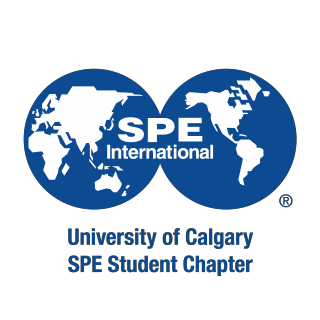 SPE
International
®
University of Calgary
SPE Student Chapter